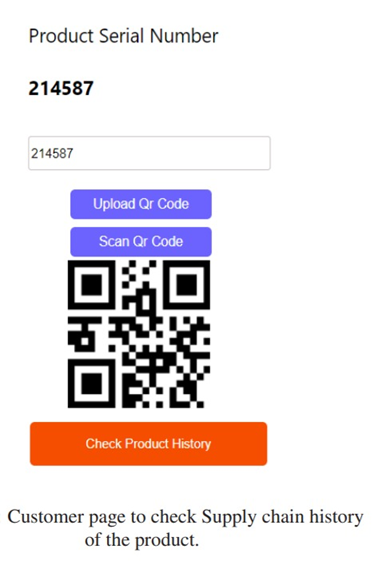 Product Serial Number
214587
214587
Upload Qr Code
Scan Qr Code
Check Product History
Customer page to check Supply chain history
of the product.